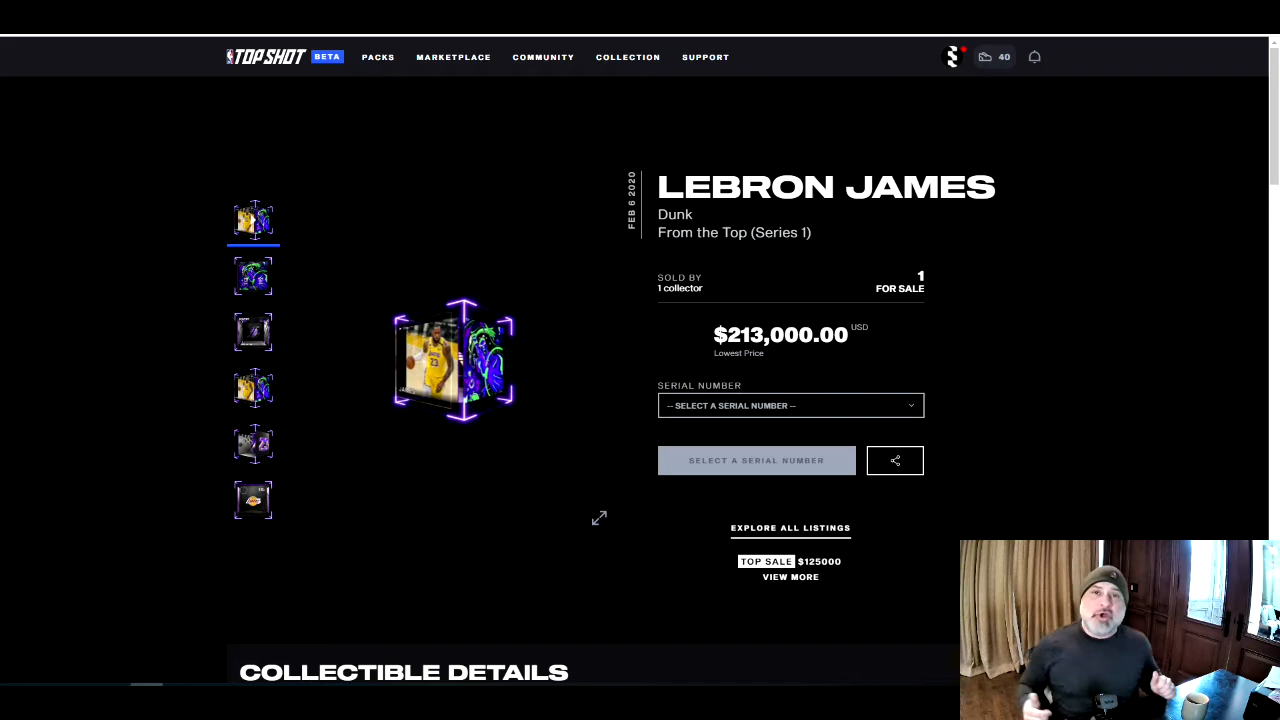 TOP SHOT BETA PACKS MARKETPLACE COMMUNITY COLLECTION SUPPORT 40
FEB 6 2020
LEBRON JAMES
Dunk
From the Top (Series 1)
SOLD BY 1
1 collector FOR SALE
$213,000.00 USD
Lowest Price
SERIAL NUMBER
-- SELECT A SERIAL NUMBER --
SELECT A SERIAL NUMBER
EXPLORE ALL LISTINGS
TOP SALE $125000
VIEW MORE
23
COLLECTIBLE DETAILS